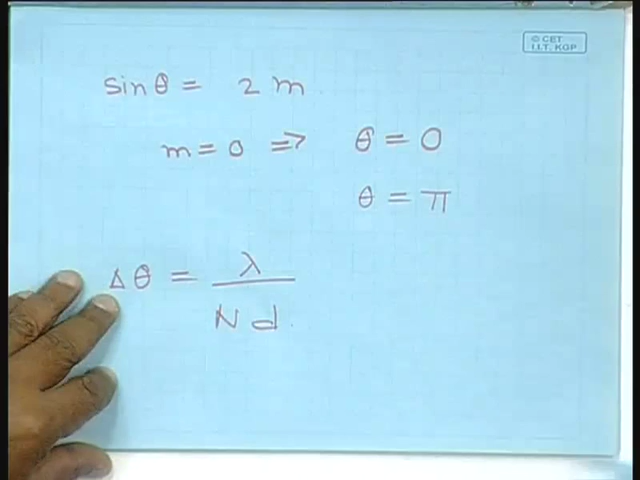 © CET
I.I.T. KGP
sin θ = 2 m
m = 0 => θ = 0
θ = π
Δθ = λ / N d